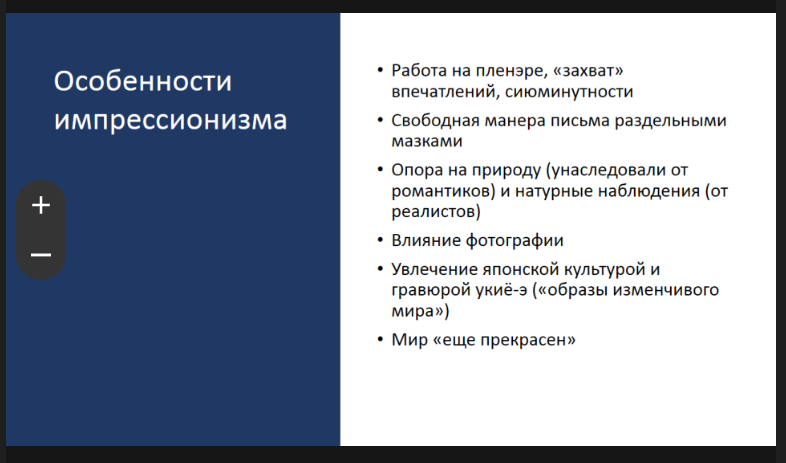 Особенности
импрессионизма
• Работа на пленэре, «захват»
впечатлений, сиюминутности
• Свободная манера письма раздельными
мазками
• Опора на природу (унаследовали от
романтиков) и натурные наблюдения (от
реалистов)
• Влияние фотографии
• Увлечение японской культурой и
гравюрой укиё-э («образы изменчивого
мира»)
• Мир «еще прекрасен»